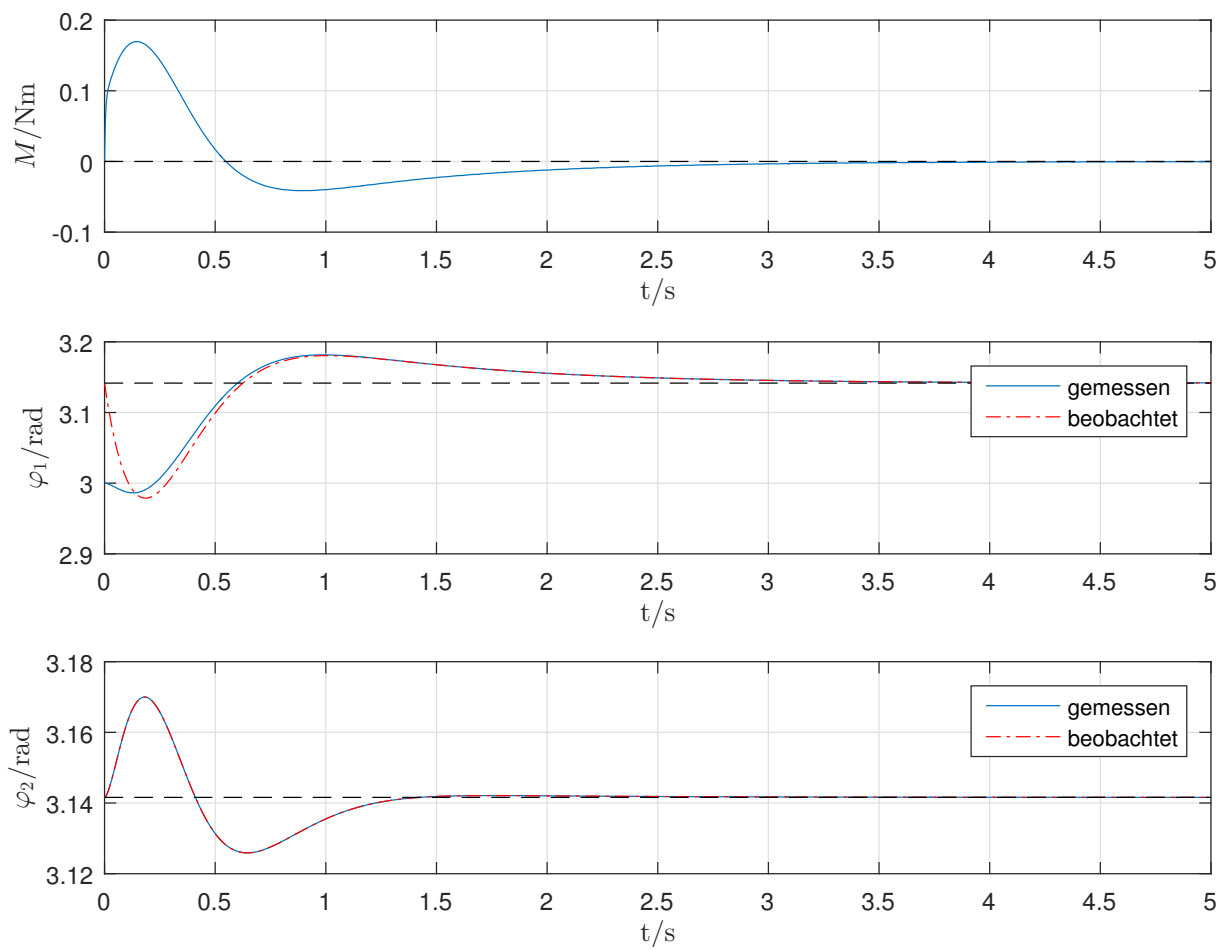 0.2
0.1
0
-0.1
M/Nm
0 0.5 1 1.5 2 2.5 3 3.5 4 4.5 5
t/s
3.2
3.1
3
2.9
φ1/rad
gemessen
beobachtet
0 0.5 1 1.5 2 2.5 3 3.5 4 4.5 5
t/s
3.18
3.16
3.14
3.12
φ2/rad
gemessen
beobachtet
0 0.5 1 1.5 2 2.5 3 3.5 4 4.5 5
t/s